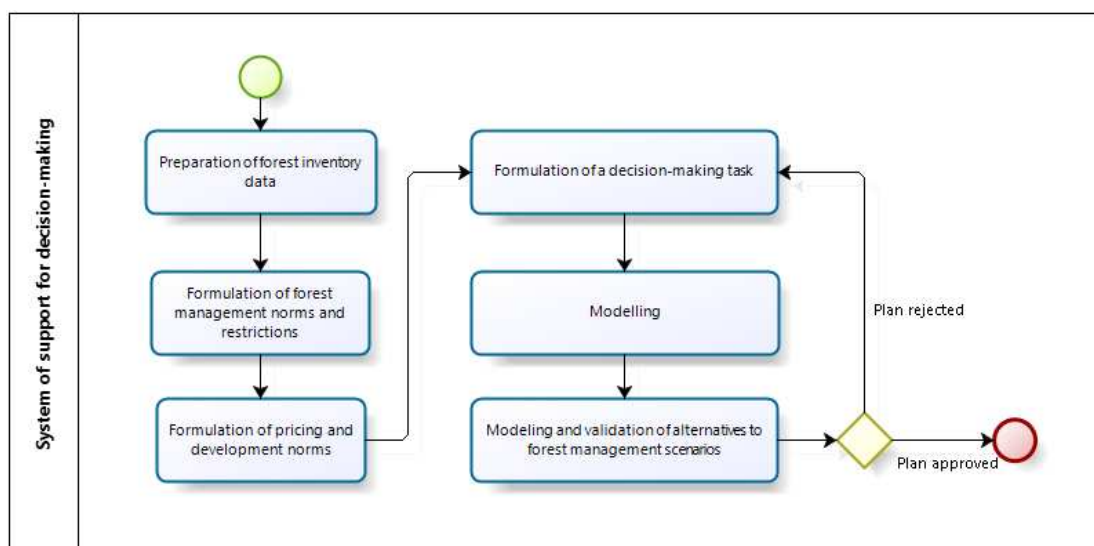 System of support for decision-making
Preparation of forest inventory
data
Formulation of forest
management norms and
restrictions
Formulation of pricing and
development norms
Formulation of a decision-making task
Modelling
Modeling and validation of alternatives to
forest management scenarios
Plan rejected
Plan approved